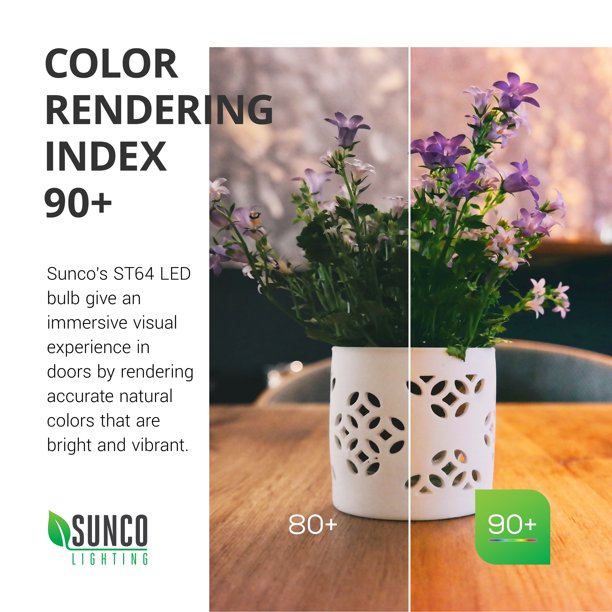 COLOR
RENDERING
INDEX
90+
Sunco's ST64 LED
bulb give an
immersive visual
experience in
doors by rendering
accurate natural
colors that are
bright and vibrant.
80+
90+
SUNCO
LIGHTING